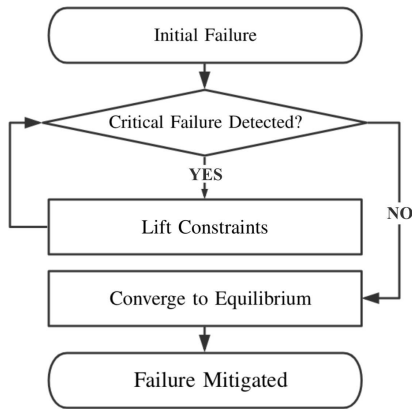 Initial Failure
Critical Failure Detected?
YES
NO
Lift Constraints
Converge to Equilibrium
Failure Mitigated